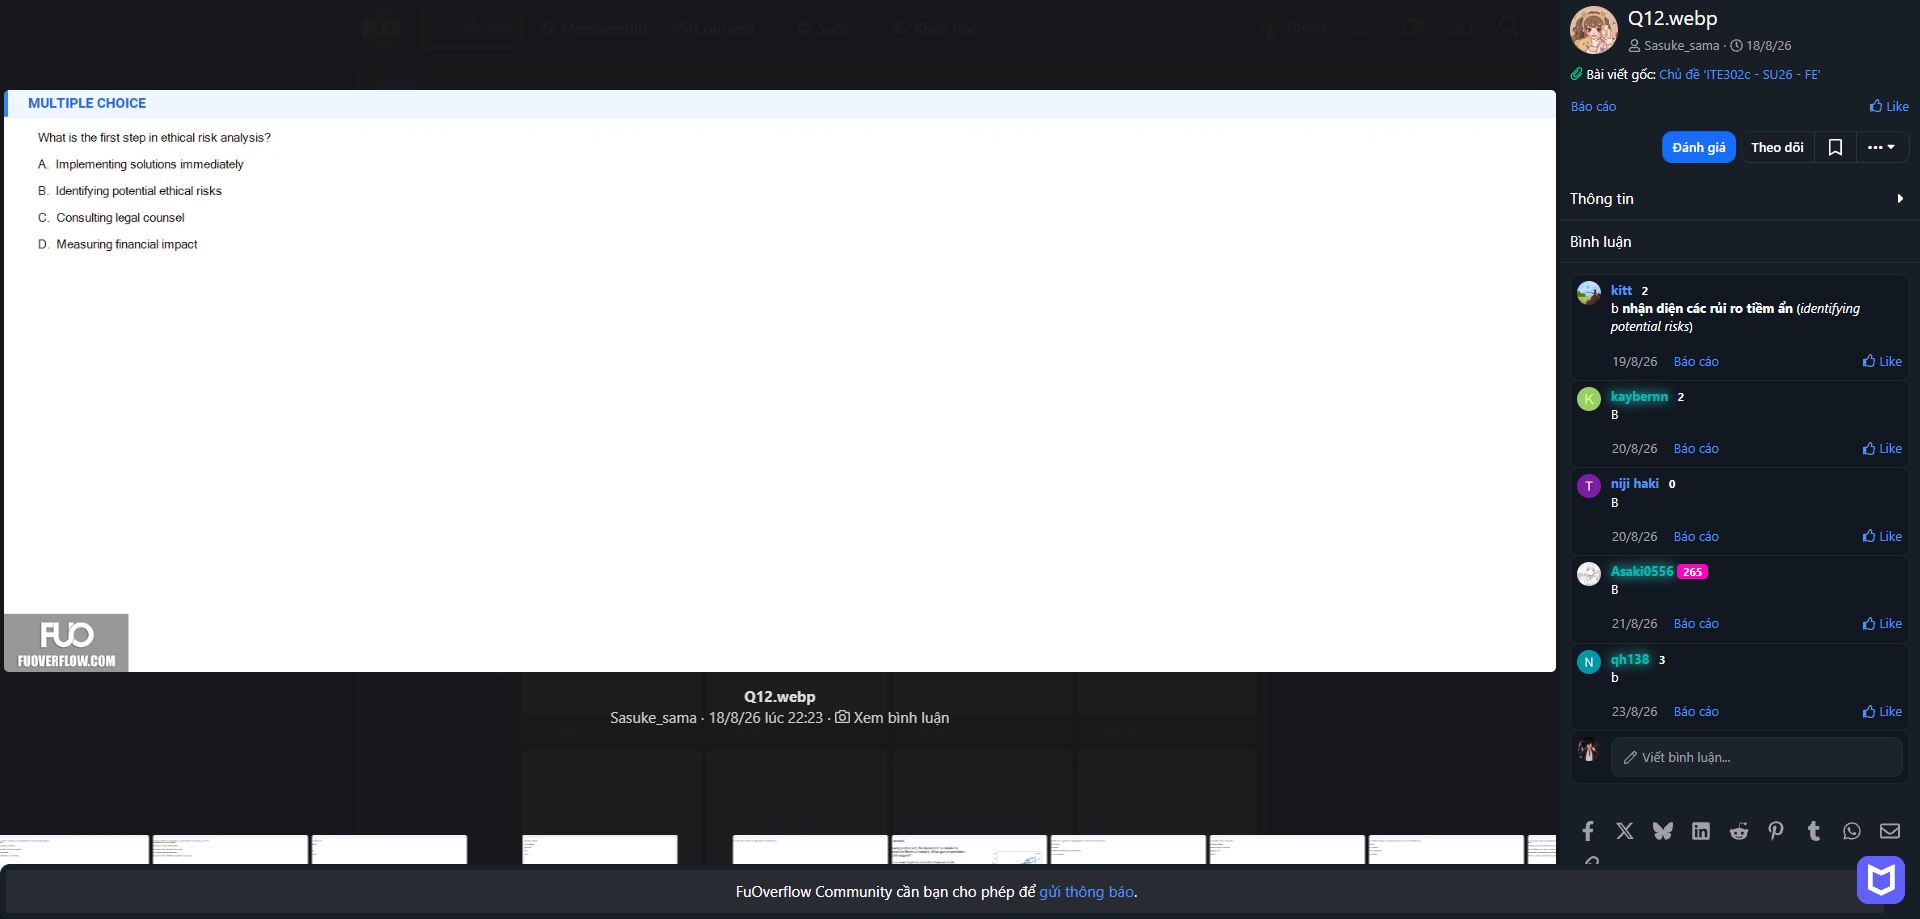 FUO
Membership
Coursera
Khoá học
Torest
MULTIPLE CHOICE
What is the first step in ethical risk analysis?
A. Implementing solutions immediately
B. Identifying potential ethical risks
C. Consulting legal counsel
D. Measuring financial impact
FUO
FUOVERFLOW.COM
Q12.webp
Sasuke_sama · 18/8/26 lúc 22:23 · Xem bình luận
Q12.webp
Sasuke_sama · 18/8/26
Bài viết gốc: Chủ đề 'ITE302c - SU26 - FE'
Báo cáo
Like
Đánh giá
Theo dõi
Thông tin
Bình luận
kitt 2
b nhận diện các rủi ro tiềm ẩn (identifying
potential risks)
19/8/26 Báo cáo Like
K
kaybernn 2
B
20/8/26 Báo cáo Like
T
niji haki 0
B
20/8/26 Báo cáo Like
Asaki0556 265
B
21/8/26 Báo cáo Like
N
qh138 3
b
23/8/26 Báo cáo Like
Viết bình luận...
FuOverflow Community cần bạn cho phép để gửi thông báo.